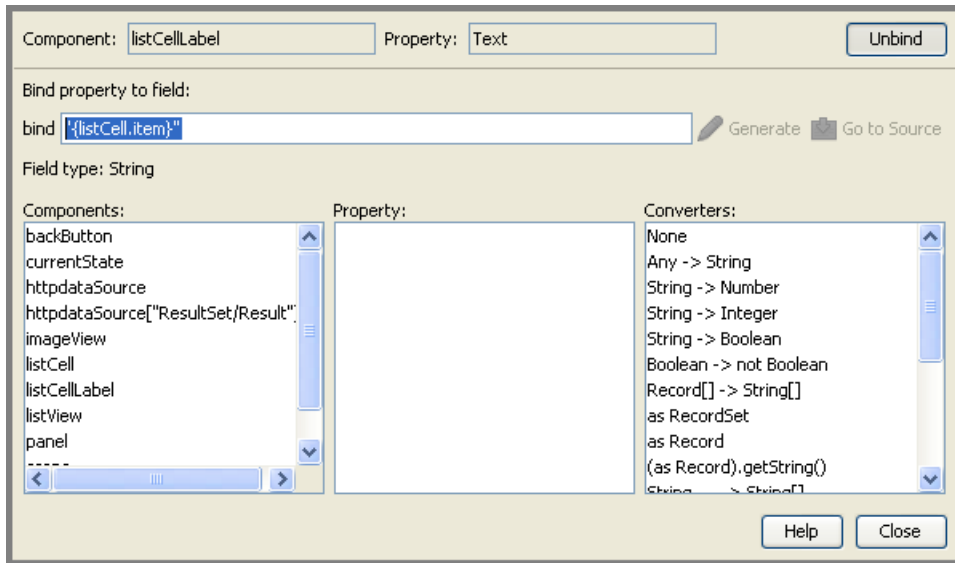 Component: listCellLabel Property: Text Unbind
Bind property to field:
bind "{listCell.item}" Generate Go to Source
Field type: String
Components: Property: Converters:
backButton None
currentState Any -> String
httpdataSource String -> Number
httpdataSource["ResultSet/Result"] String -> Integer
imageView String -> Boolean
listCell Boolean -> not Boolean
listCellLabel Record[] -> String[]
listView as RecordSet
panel as Record
(as Record).getString()
Help Close